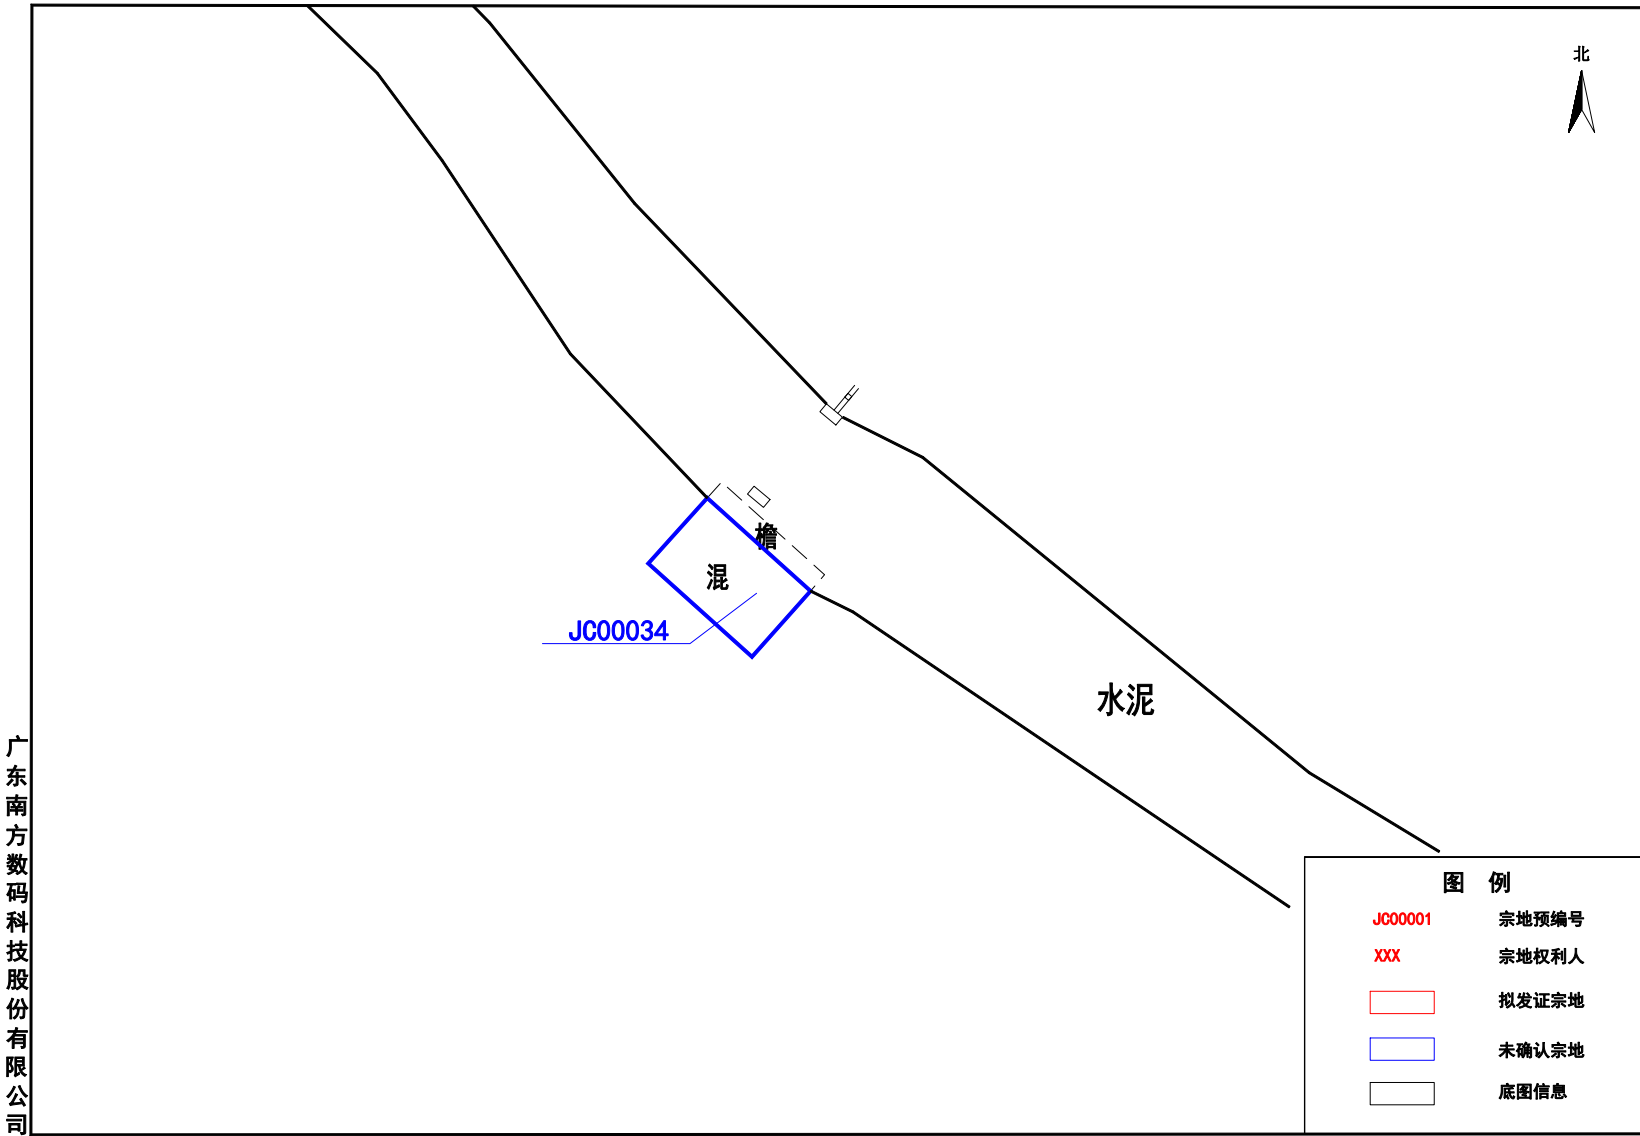 北
檐
混
JC00034
水泥
广东南方数码科技股份有限公司
图 例
JC00001 宗地预编号
XXX 宗地权利人
拟发证宗地
未确认宗地
底图信息